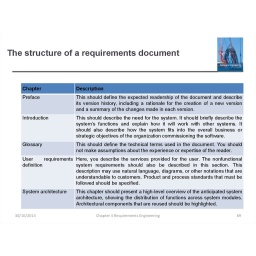 The structure of a requirements document
Chapter Description
Preface This should define the expected readership of the document and describe
its version history, including a rationale for the creation of a new version
and a summary of the changes made in each version.
Introduction This should describe the need for the system. It should briefly describe the
system's functions and explain how it will work with other systems. It
should also describe how the system fits into the overall business or
strategic objectives of the organization commissioning the software.
Glossary This should define the technical terms used in the document. You should
not make assumptions about the experience or expertise of the reader.
User requirements Here, you describe the services provided for the user. The nonfunctional
definition system requirements should also be described in this section. This
description may use natural language, diagrams, or other notations that are
understandable to customers. Product and process standards that must be
followed should be specified.
System architecture This chapter should present a high-level overview of the anticipated system
architecture, showing the distribution of functions across system modules.
Architectural components that are reused should be highlighted.
Chapter 4 Requirements Engineering